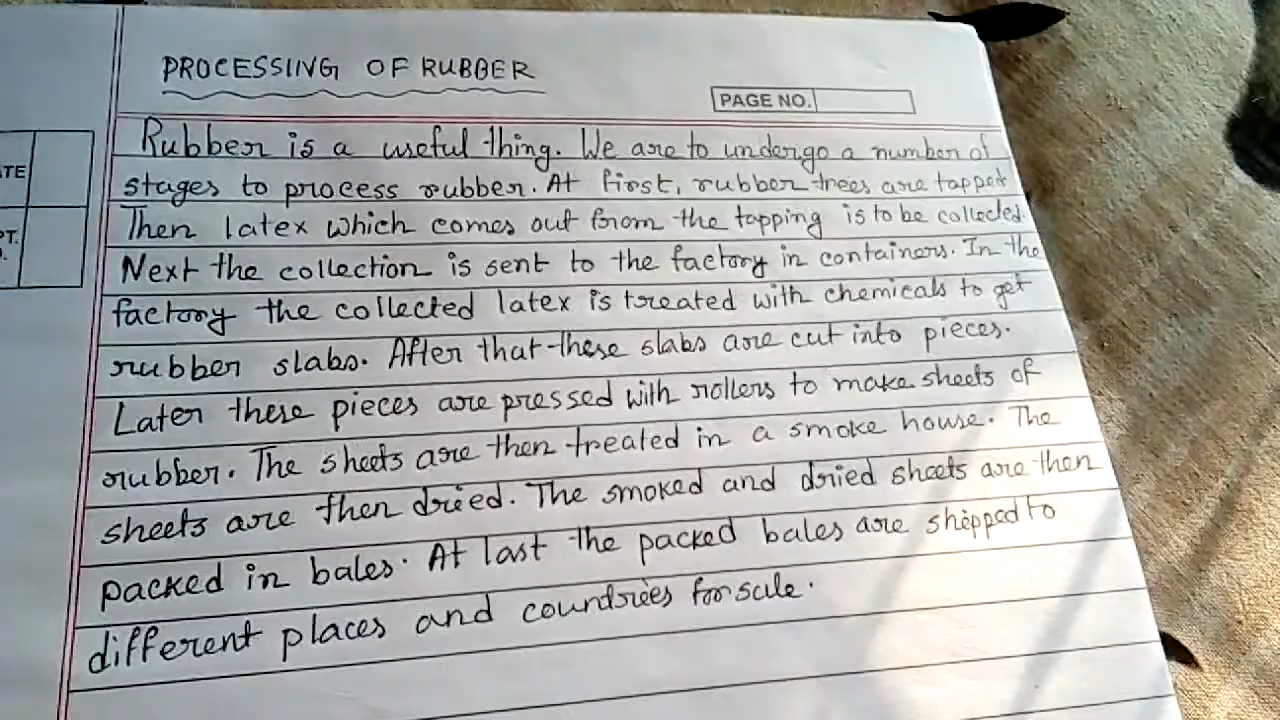 PROCESSING OF RUBBER
PAGE NO.
Rubber is a useful thing. We are to undergo a number of
stages to process rubber. At first, rubber trees are tapped
Then latex which comes out from the tapping is to be collected.
Next the collection is sent to the factory in containers. In the
factory the collected latex is treated with chemicals to get
rubber slabs. After that these slabs are cut into pieces.
Later these pieces are pressed with rollers to make sheets of
rubber. The sheets are then treated in a smoke house. The
sheets are then dried. The smoked and dried sheets are then
packed in bales. At last the packed bales are shipped to
different places and countries for sale.